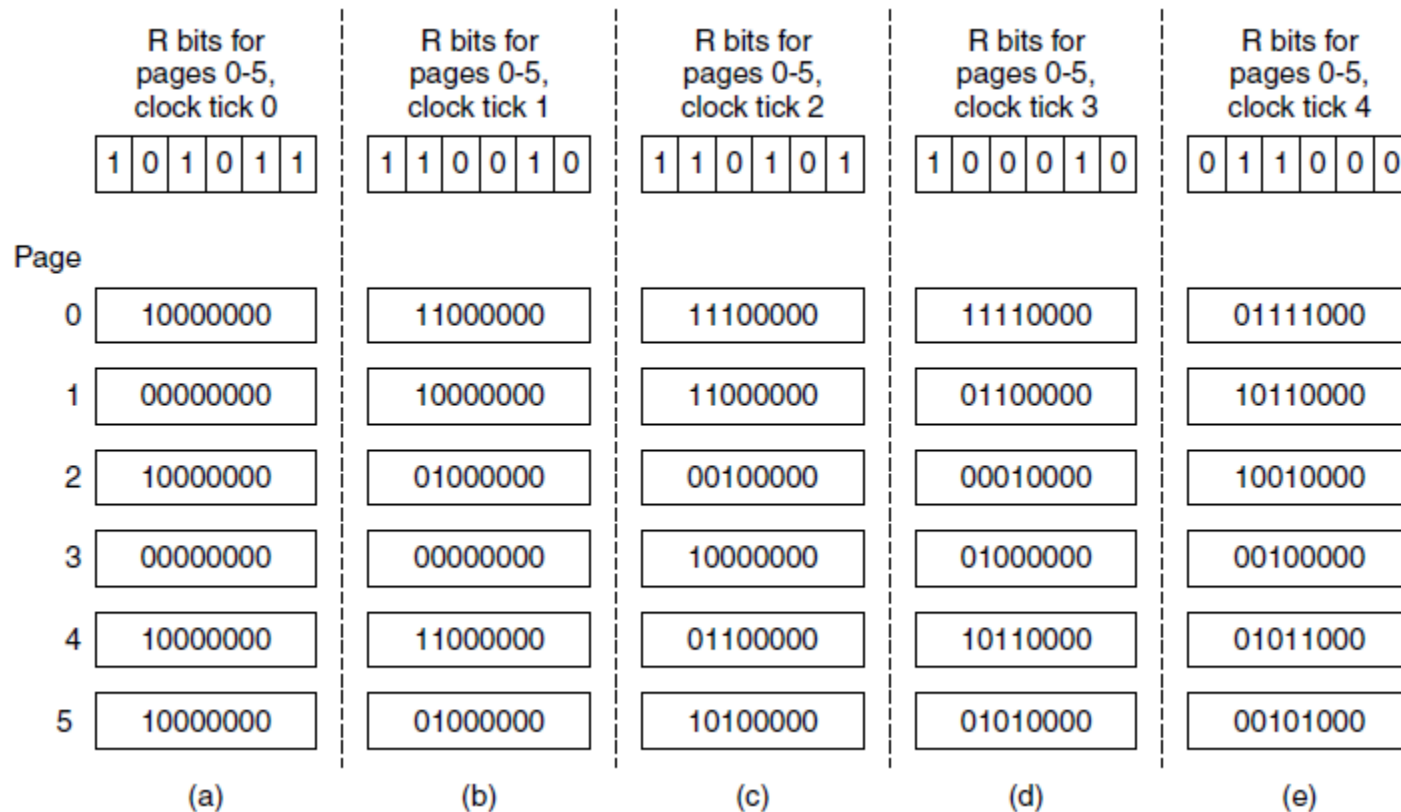 R bits for
pages 0-5,
clock tick 0
R bits for
pages 0-5,
clock tick 1
R bits for
pages 0-5,
clock tick 2
R bits for
pages 0-5,
clock tick 3
R bits for
pages 0-5,
clock tick 4
1 0 1 0 1 1
1 1 0 0 1 0
1 1 0 1 0 1
1 0 0 0 1 0
0 1 1 0 0 0
Page
0 10000000 11000000 11100000 11110000 01111000
1 00000000 10000000 11000000 01100000 10110000
2 10000000 01000000 00100000 00010000 10010000
3 00000000 00000000 10000000 01000000 00100000
4 10000000 11000000 01100000 10110000 01011000
5 10000000 01000000 10100000 01010000 00101000
(a) (b) (c) (d) (e)